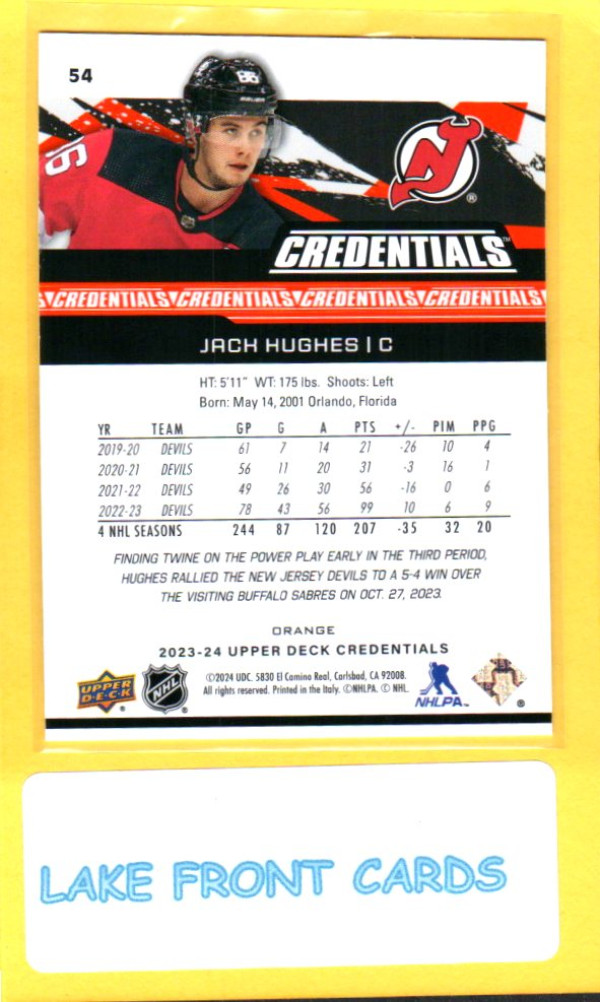 54
86
86
CREDENTIALS™
CREDENTIALS CREDENTIALS CREDENTIALS CREDENTIALS
JACK HUGHES | C
HT: 5'11" WT: 175 lbs. Shoots: Left
Born: May 14, 2001 Orlando, Florida
YR TEAM GP G A PTS +/- PIM PPG
2019-20 DEVILS 61 7 14 21 -26 10 4
2020-21 DEVILS 56 11 20 31 -3 16 1
2021-22 DEVILS 49 26 30 56 -16 0 6
2022-23 DEVILS 78 43 56 99 10 6 9
4 NHL SEASONS 244 87 120 207 -35 32 20
FINDING TWINE ON THE POWER PLAY EARLY IN THE THIRD PERIOD,
HUGHES RALLIED THE NEW JERSEY DEVILS TO A 5-4 WIN OVER
THE VISITING BUFFALO SABRES ON OCT. 27, 2023.
ORANGE
2023-24 UPPER DECK CREDENTIALS
UPPER DECK ®
NHL ®
©2024 UDC. 5830 El Camino Real, Carlsbad, CA 92008.
All rights reserved. Printed in the Italy. ©NHLPA. © NHL.
NHLPA™
®
LAKE FRONT CARDS